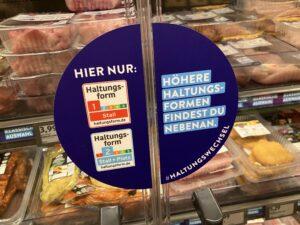 HIER NUR:
Haltungs-
form
1
Stall
haltungsform.de
Haltungs-
form
2
Stall + Platz
haltungsform.de
HÖHERE
HALTUNGS-
FORMEN
FINDEST DU
NEBENAN.
#HALTUNGSWECHSEL